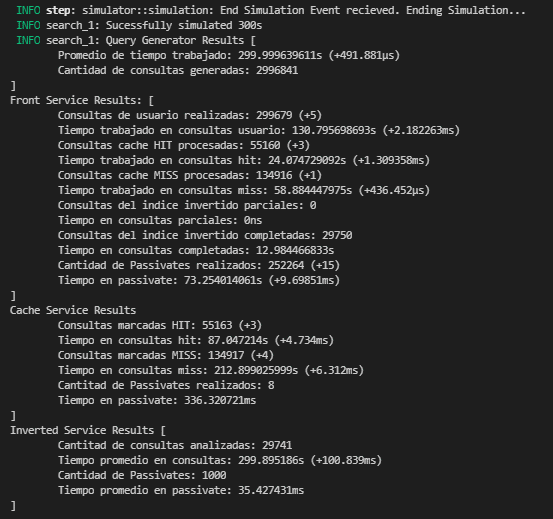 INFO step: simulator::simulation: End Simulation Event recieved. Ending Simulation...
INFO search_1: Sucessfully simulated 300s
INFO search_1: Query Generator Results [
Promedio de tiempo trabajado: 299.999639611s (+491.881µs)
Cantidad de consultas generadas: 2996841
]
Front Service Results: [
Consultas de usuario realizadas: 299679 (+5)
Tiempo trabajado en consultas usuario: 130.795698693s (+2.182263ms)
Consultas cache HIT procesadas: 55160 (+3)
Tiempo trabajado en consultas hit: 24.074729092s (+1.309358ms)
Consultas cache MISS procesadas: 134916 (+1)
Tiempo trabajado en consultas miss: 58.884447975s (+436.452µs)
Consultas del indice invertido parciales: 0
Tiempo en consultas parciales: 0ns
Consultas del indice invertido completadas: 29750
Tiempo en consultas completadas: 12.984466833s
Cantidad de Passivates realizados: 252264 (+15)
Tiempo en passivate: 73.254014061s (+9.69851ms)
]
Cache Service Results
Consultas marcadas HIT: 55163 (+3)
Tiempo en consultas hit: 87.047214s (+4.734ms)
Consultas marcadas MISS: 134917 (+4)
Tiempo en consultas miss: 212.899025999s (+6.312ms)
Cantitad de Passivates realizados: 8
Tiempo en passivate: 336.320721ms
]
Inverted Service Results [
Cantitad de consultas analizadas: 29741
Tiempo promedio en consultas: 299.895186s (+100.839ms)
Cantidad de Passivates: 1000
Tiempo promedio en passivate: 35.427431ms
]